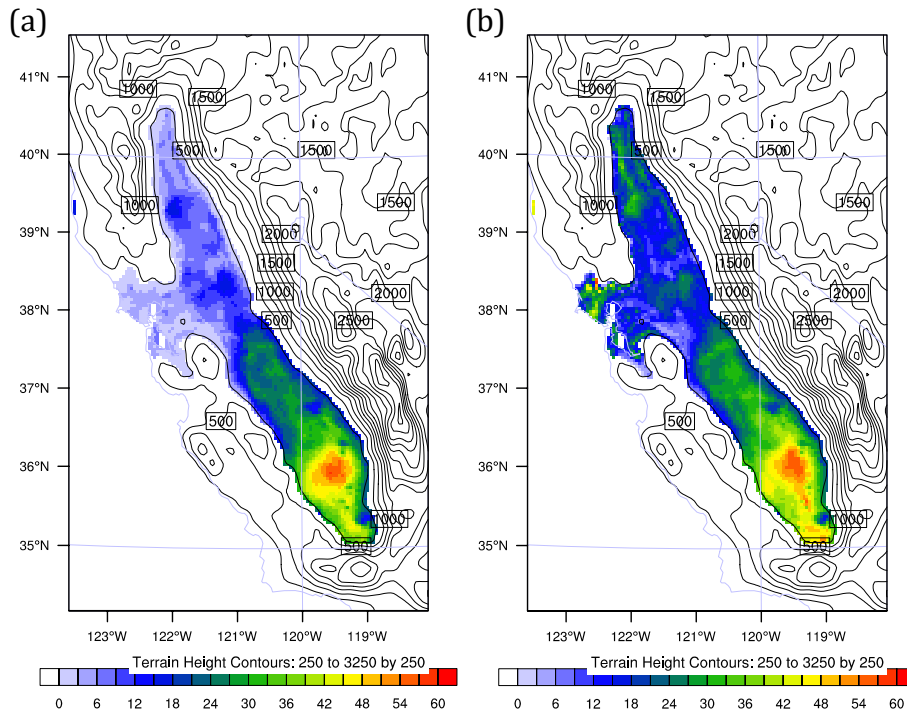 (a) (b)
1000 1500 1000 1500
41°N 41°N
500 1500 500 1500
40°N 40°N
1000 1500 1000 1500
39°N 2000 39°N 2000
1500 1500
38°N 1000 2000 38°N 1000 2000
500 2500 500 2500
37°N 37°N
500 500
36°N 36°N
1000 1000
35°N 500 35°N 500
123°W 122°W 121°W 120°W 119°W 123°W 122°W 121°W 120°W 119°W
Terrain Height Contours: 250 to 3250 by 250 Terrain Height Contours: 250 to 3250 by 250
0 6 12 18 24 30 36 42 48 54 60 0 6 12 18 24 30 36 42 48 54 60